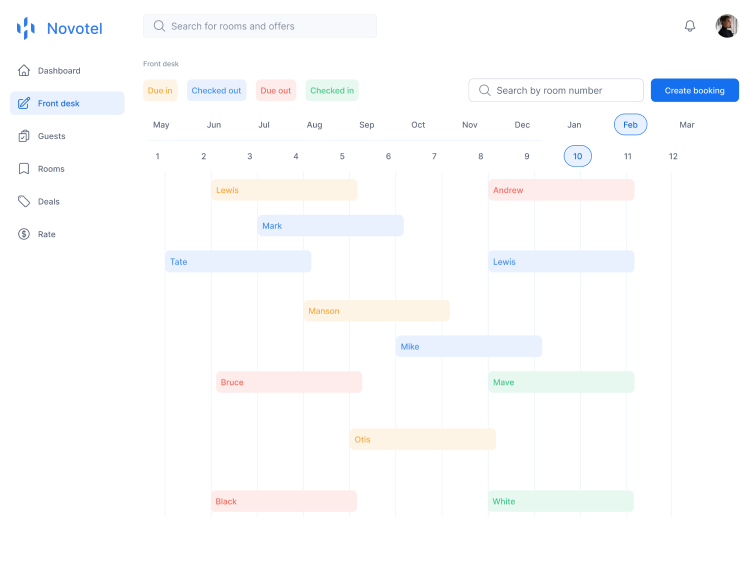 Novotel
Search for rooms and offers
Dashboard
Front desk
Guests
Rooms
Deals
Rate
Front desk
Due in Checked out Due out Checked in
Search by room number
Create booking
May Jun Jul Aug Sep Oct Nov Dec Jan Feb Mar
1 2 3 4 5 6 7 8 9 10 11 12
Lewis Andrew
Mark
Tate Lewis
Manson
Mike
Bruce Mave
Otis
Black White